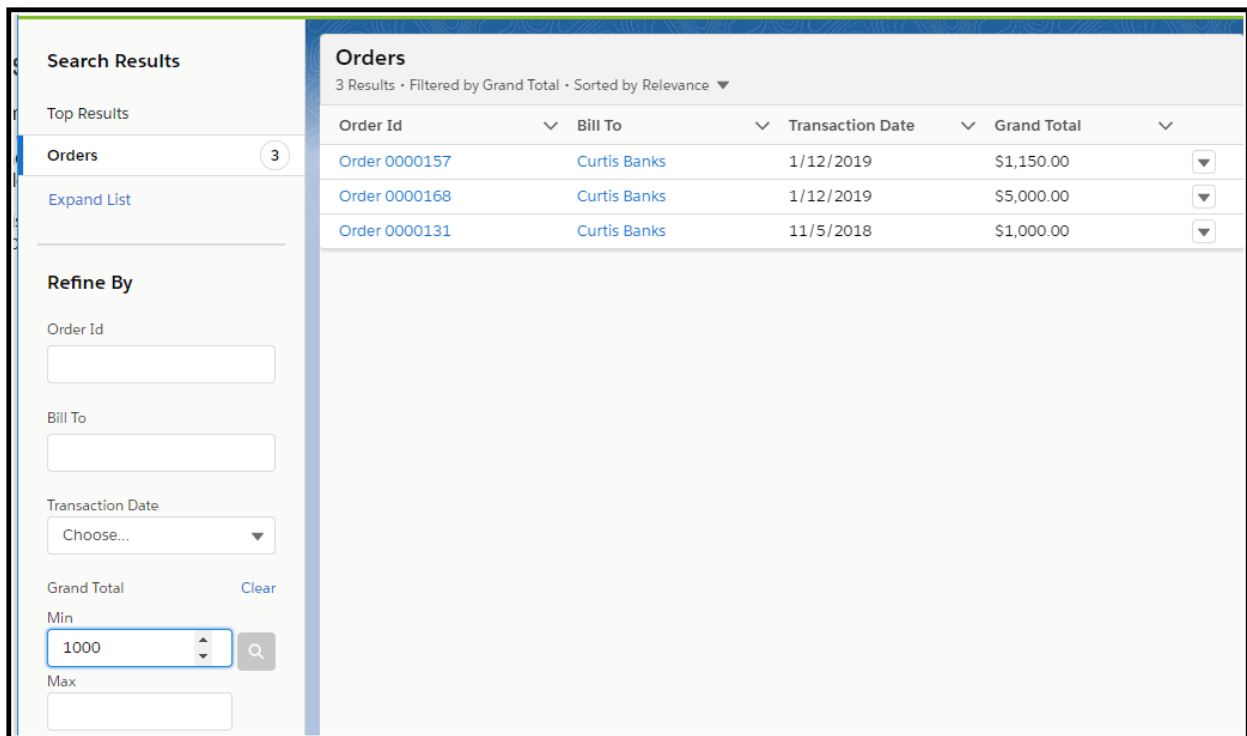 Search Results
Top Results
Orders 3
Expand List
Refine By
Order Id
Bill To
Transaction Date
Choose...
Grand Total Clear
Min
1000
Max
Orders
3 Results • Filtered by Grand Total • Sorted by Relevance
Order Id Bill To Transaction Date Grand Total
Order 0000157 Curtis Banks 1/12/2019 $1,150.00
Order 0000168 Curtis Banks 1/12/2019 $5,000.00
Order 0000131 Curtis Banks 11/5/2018 $1,000.00